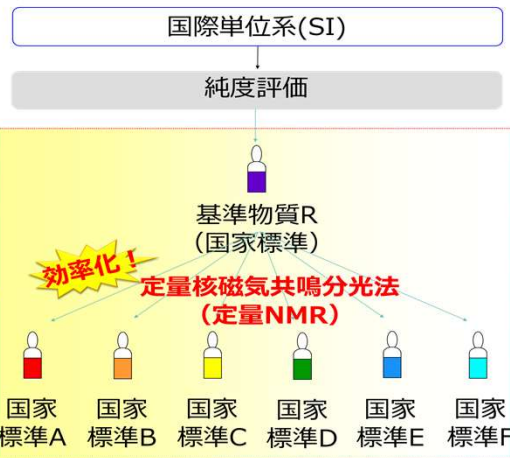 国際単位系(SI)
純度評価
基準物質R
（国家標準）
効率化！
定量核磁気共鳴分光法
（定量NMR）
国家
標準A
国家
標準B
国家
標準C
国家
標準D
国家
標準E
国家
標準F